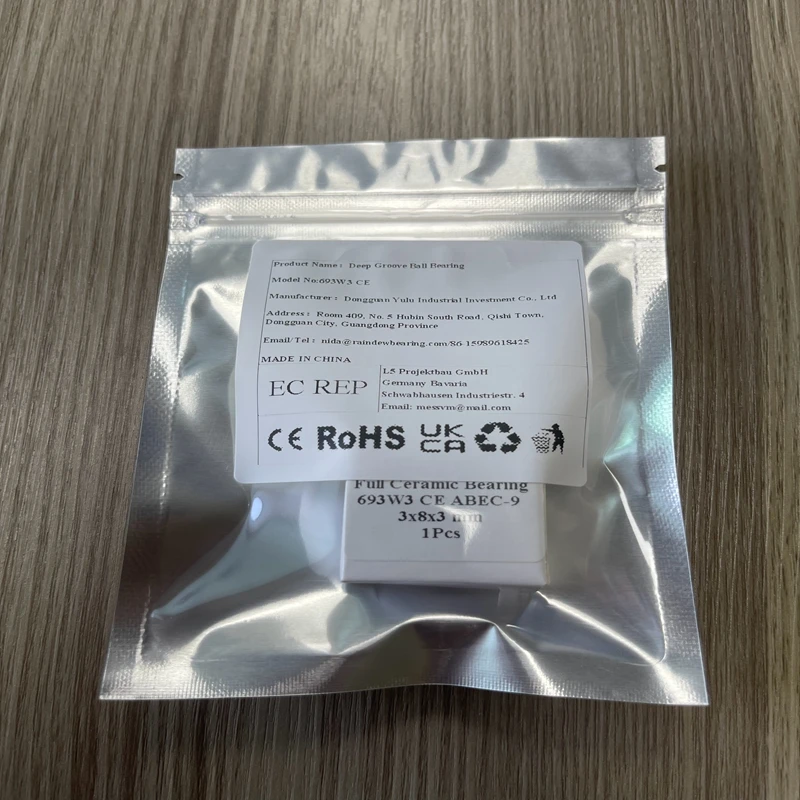 Product Name： Deep Groove Ball Bearing
Model No:693W3 CE
Manufacturer： Dongguan Yulu Industrial Investment Co., Ltd
Address： Room 409, No. 5 Hubin South Road, Qishi Town,
Dongguan City, Guangdong Province
Email/Tel： nida@raindewbearing.com/86-15989618425
MADE IN CHINA
EC REP
L5 Projektbau GmbH
Germany Bavaria
Schwabhausen Industriestr. 4
Email: messvnv@mail.com
CE RoHS UK CA
Full Ceramic Bearing
693W3 CE ABEC-9
3x8x3 mm
1Pcs